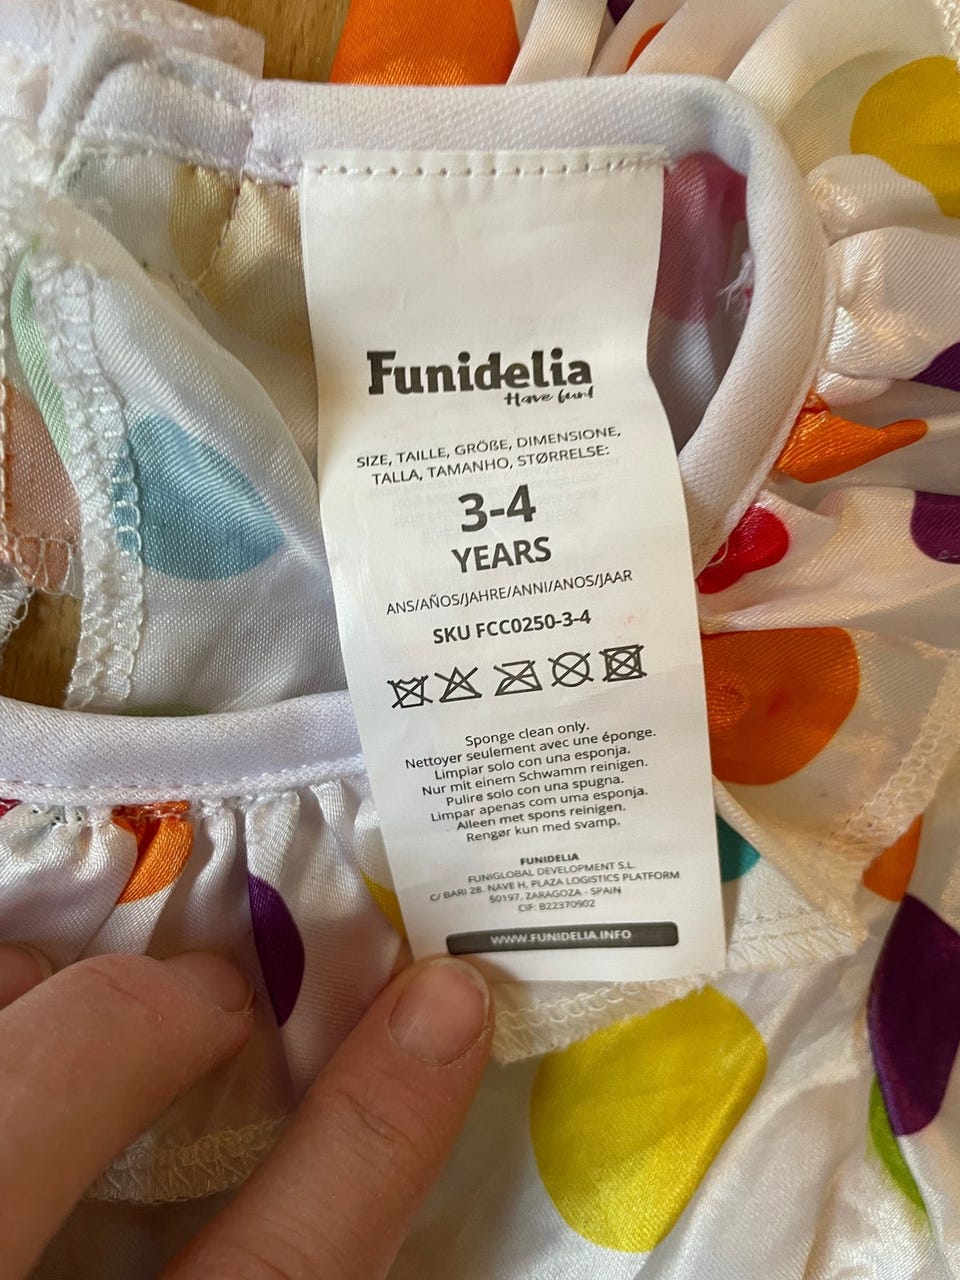 Funidelia
Have fun!
SIZE, TAILLE, GRÖßE, DIMENSIONE,
TALLA, TAMANHO, STØRRELSE:
3-4
YEARS
ANS/AÑOS/JAHRE/ANNI/ANOS/JAAR
SKU FCC0250-3-4
Sponge clean only.
Nettoyer seulement avec une éponge.
Limpiar solo con una esponja.
Nur mit einem Schwamm reinigen.
Pulire solo con una spugna.
Limpar apenas com uma esponja.
Alleen met spons reinigen.
Rengør kun med svamp.
FUNIDELIA
FUNIGLOBAL DEVELOPMENT S.L.
C/ BARI 28. NAVE H, PLAZA LOGISTICS PLATFORM
50197, ZARAGOZA - SPAIN
CIF: B22370902
WWW.FUNIDELIA.INFO